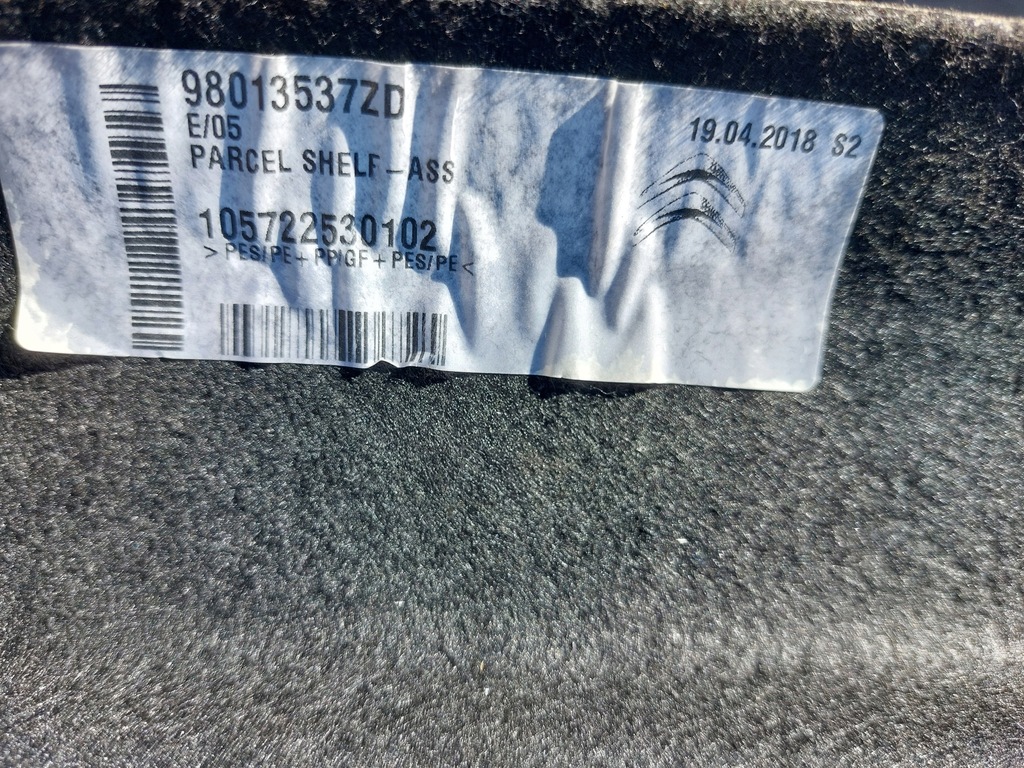 98013537ZD
E/05
PARCEL SHELF-ASS
19.04.2018 S2
105722530102
>PES/PE+PP/GF+PES/PE<